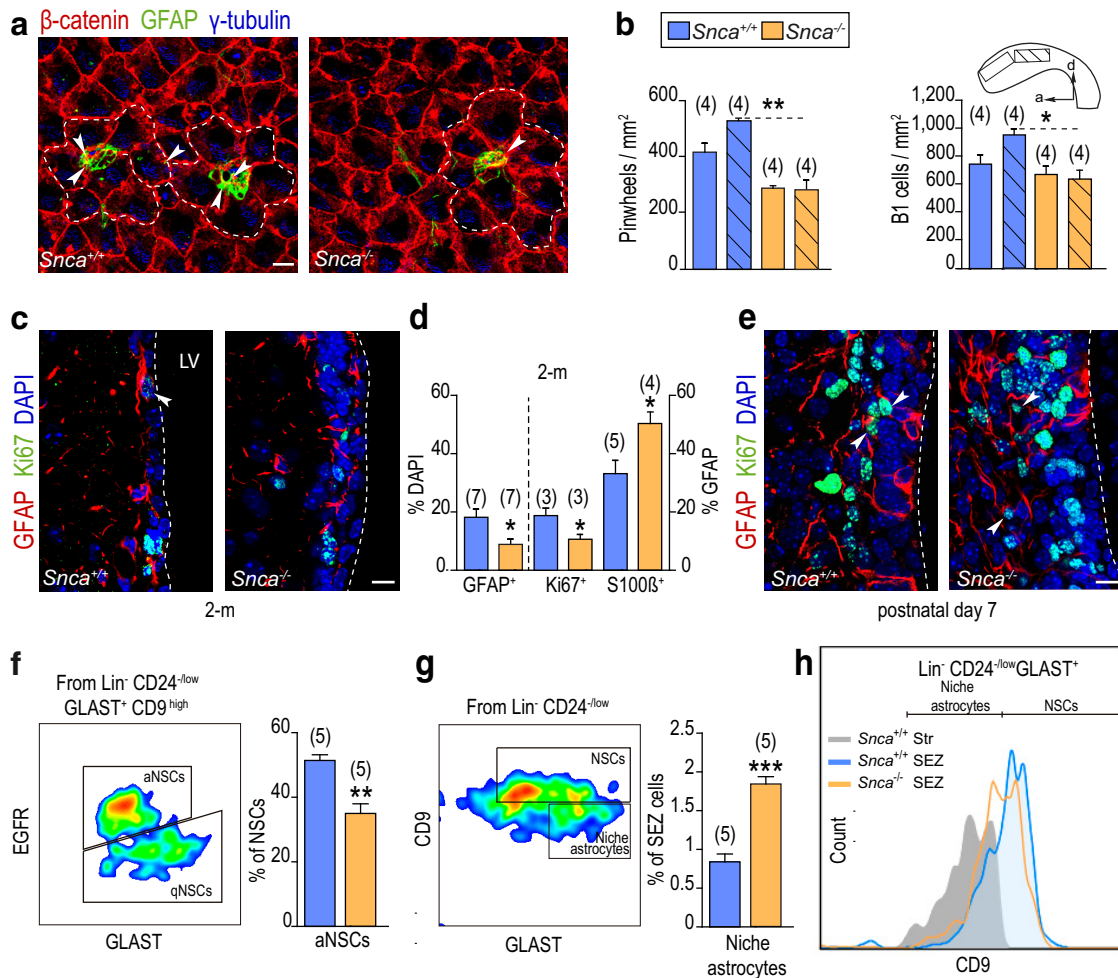 a
β-catenin GFAP γ-tubulin
Snca+/+
Snca-/-
b
Snca+/+ Snca-/-
Pinwheels / mm2
600
400
200
0
(4) (4) (4) (4)
**
B1 cells / mm2
1,200
1,000
800
600
400
200
0
(4) (4) (4) (4)
*
d
a
c
GFAP Ki67 DAPI
LV
Snca+/+
Snca-/-
2-m
d
2-m
% DAPI
60
40
20
0
(7) (7) (3) (3) (5) (4)
* * *
60
40
20
0
% GFAP
GFAP+ Ki67+ S100ß+
e
GFAP Ki67 DAPI
Snca+/+
Snca-/-
postnatal day 7
f
From Lin- CD24-/low
GLAST+ CD9 high
EGFR
aNSCs
qNSCs
GLAST
% of NSCs
60
40
20
0
(5) (5)
**
aNSCs
g
From Lin- CD24-/low
CD9
NSCs
Niche
astrocytes
GLAST
% of SEZ cells
2.5
2
1.5
1
0.5
0
(5) (5)
***
Niche
astrocytes
h
Lin- CD24-/lowGLAST+
Niche
astrocytes
NSCs
Snca+/+ Str
Snca+/+ SEZ
Snca-/- SEZ
Count
CD9